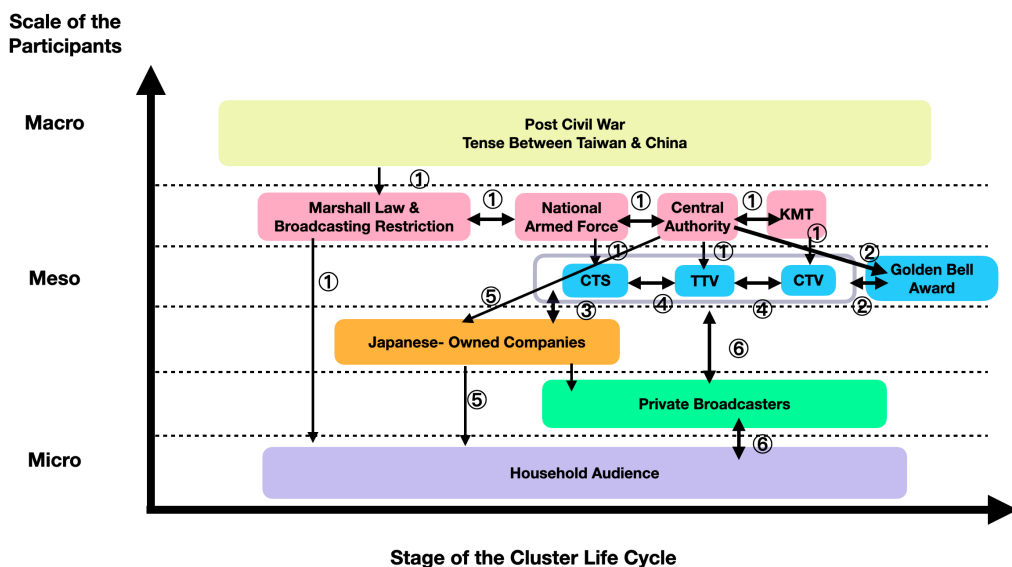 Scale of the
Participants
Macro
Post Civil War
Tense Between Taiwan & China
①
Marshall Law &
Broadcasting Restriction
①
National
Armed Force
①
Central
Authority
①
KMT
①
①
①
②
Meso
①
CTS
④
TTV
④
CTV
②
Golden Bell
Award
⑤
③
Japanese- Owned Companies
⑥
⑤
Private Broadcasters
⑥
Micro
Household Audience
Stage of the Cluster Life Cycle